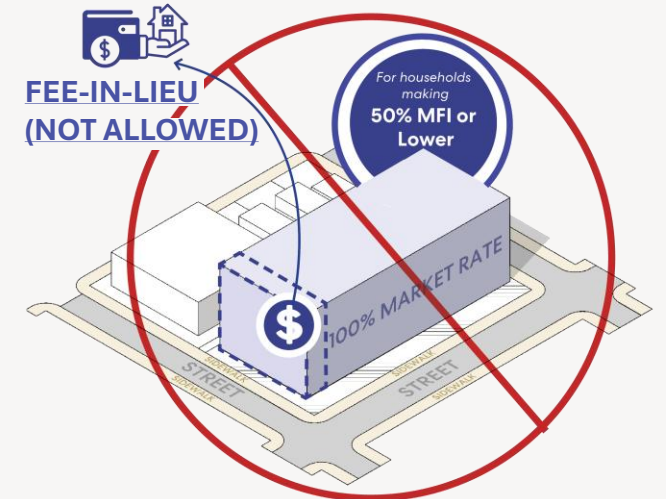 FEE-IN-LIEU
(NOT ALLOWED)
For households
making
50% MFI or
Lower
$
$
100% MARKET RATE
SIDEWALK
STREET
SIDEWALK
SIDEWALK
STREET
SIDEWALK